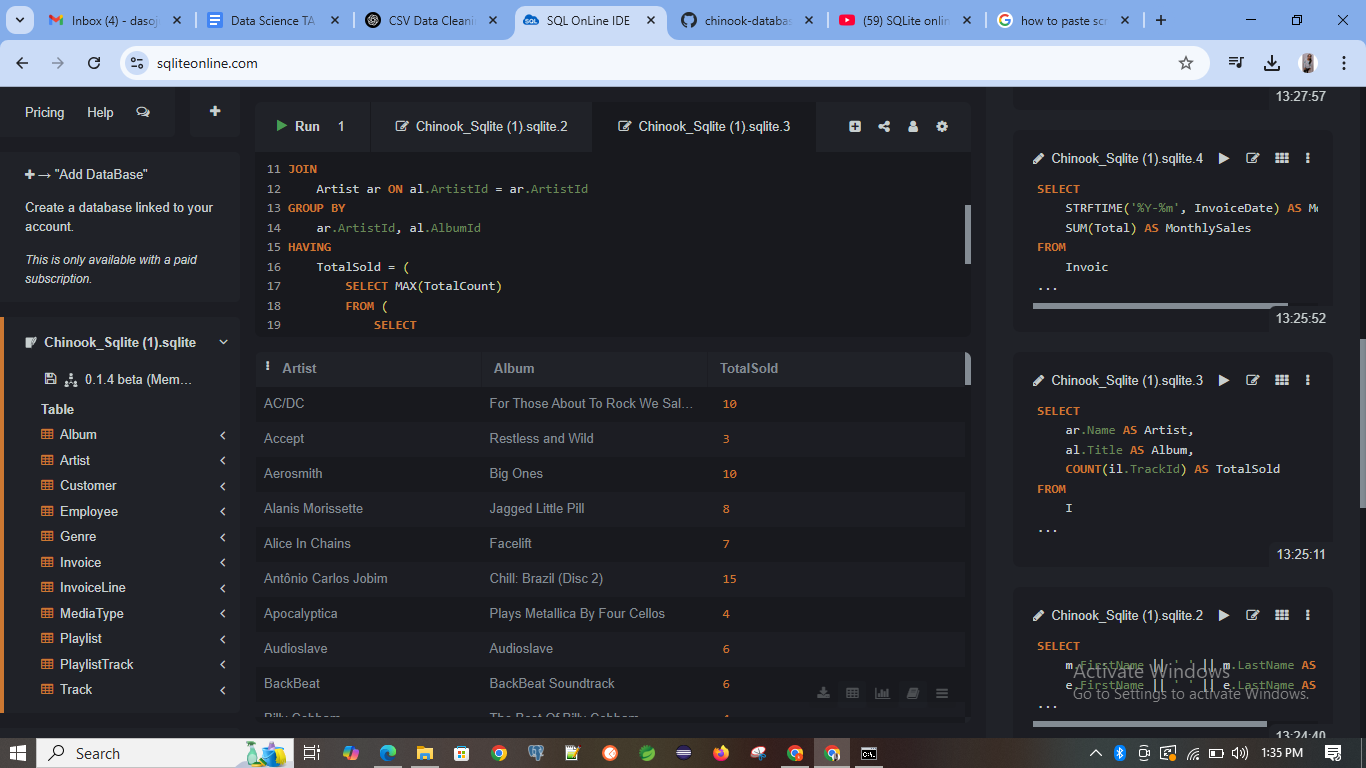 Inbox (4) - dasoj
Data Science TA
CSV Data Cleani
SQL OnLine IDE
chinook-databas
(59) SQLite onlin
how to paste scr
sqliteonline.com
Pricing
Help
"Add DataBase"
Create a database linked to your
account.
This is only available with a paid
subscription.
Chinook_Sqlite (1).sqlite
0.1.4 beta (Mem...
Table
Album
Artist
Customer
Employee
Genre
Invoice
InvoiceLine
MediaType
Playlist
PlaylistTrack
Track
Run 1
Chinook_Sqlite (1).sqlite.2
Chinook_Sqlite (1).sqlite.3
11 JOIN
12 Artist ar ON al.ArtistId = ar.ArtistId
13 GROUP BY
14 ar.ArtistId, al.AlbumId
15 HAVING
16 TotalSold = (
17 SELECT MAX(TotalCount)
18 FROM (
19 SELECT
Artist Album TotalSold
AC/DC For Those About To Rock We Sal... 10
Accept Restless and Wild 3
Aerosmith Big Ones 10
Alanis Morissette Jagged Little Pill 8
Alice In Chains Facelift 7
Antônio Carlos Jobim Chill: Brazil (Disc 2) 15
Apocalyptica Plays Metallica By Four Cellos 4
Audioslave Audioslave 6
BackBeat BackBeat Soundtrack 6
Billy Cobham The Best Of Billy Cobham
13:27:57
Chinook_Sqlite (1).sqlite.4
SELECT
STRFTIME('%Y-%m', InvoiceDate) AS Mo
SUM(Total) AS MonthlySales
FROM
Invoic
...
13:25:52
Chinook_Sqlite (1).sqlite.3
SELECT
ar.Name AS Artist,
al.Title AS Album,
COUNT(il.TrackId) AS TotalSold
FROM
I
...
13:25:11
Chinook_Sqlite (1).sqlite.2
SELECT
m.FirstName || ' ' || m.LastName AS
e.FirstName || ' ' || e.LastName AS
...
13:24:40
Activate Windows
Go to Settings to activate Windows.
Search
1:35 PM